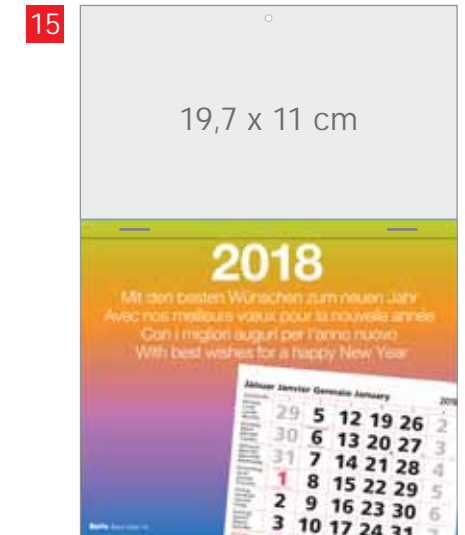 15
19,7 x 11 cm
2018
Mit den besten Wünschen zum neuen Jahr
Avec nos meilleurs vœux pour la nouvelle année
Con i migliori auguri per l'anno nuovo
With best wishes for a happy New Year
Januar Janvier Gennaio January 201
29 5 12 19 26 2
30 6 13 20 27 3
31 7 14 21 28 4
1 8 15 22 29 5
2 9 16 23 30 6
3 10 17 24 31 7